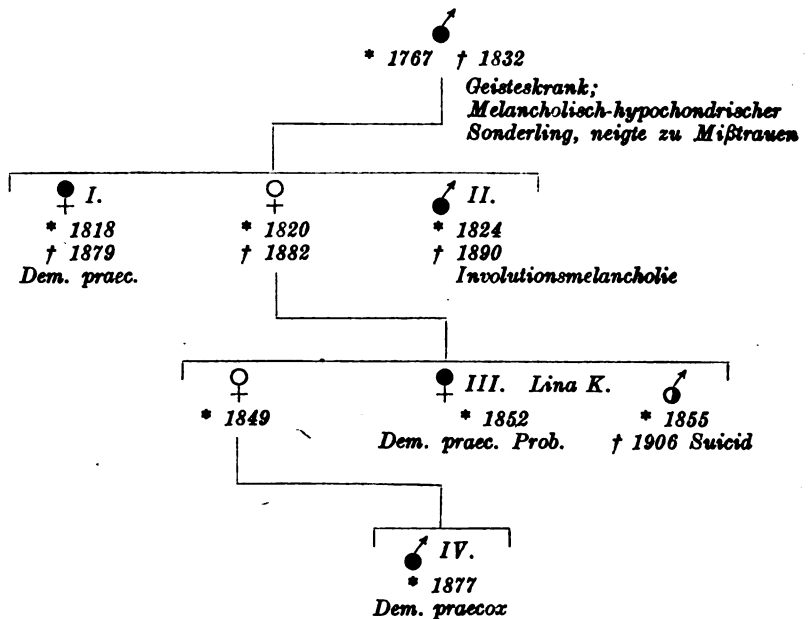 * 1767 † 1832
Geisteskrank;
Melancholisch-hypochondrischer
Sonderling, neigte zu Mißtrauen
I. II.
* 1818 * 1820 * 1824
† 1879 † 1882 † 1890
Dem. praec. Involutionsmelancholie
III. Lina K.
* 1849 * 1852 * 1855
Dem. praec. Prob. † 1906 Suicid
IV.
* 1877
Dem. praecox